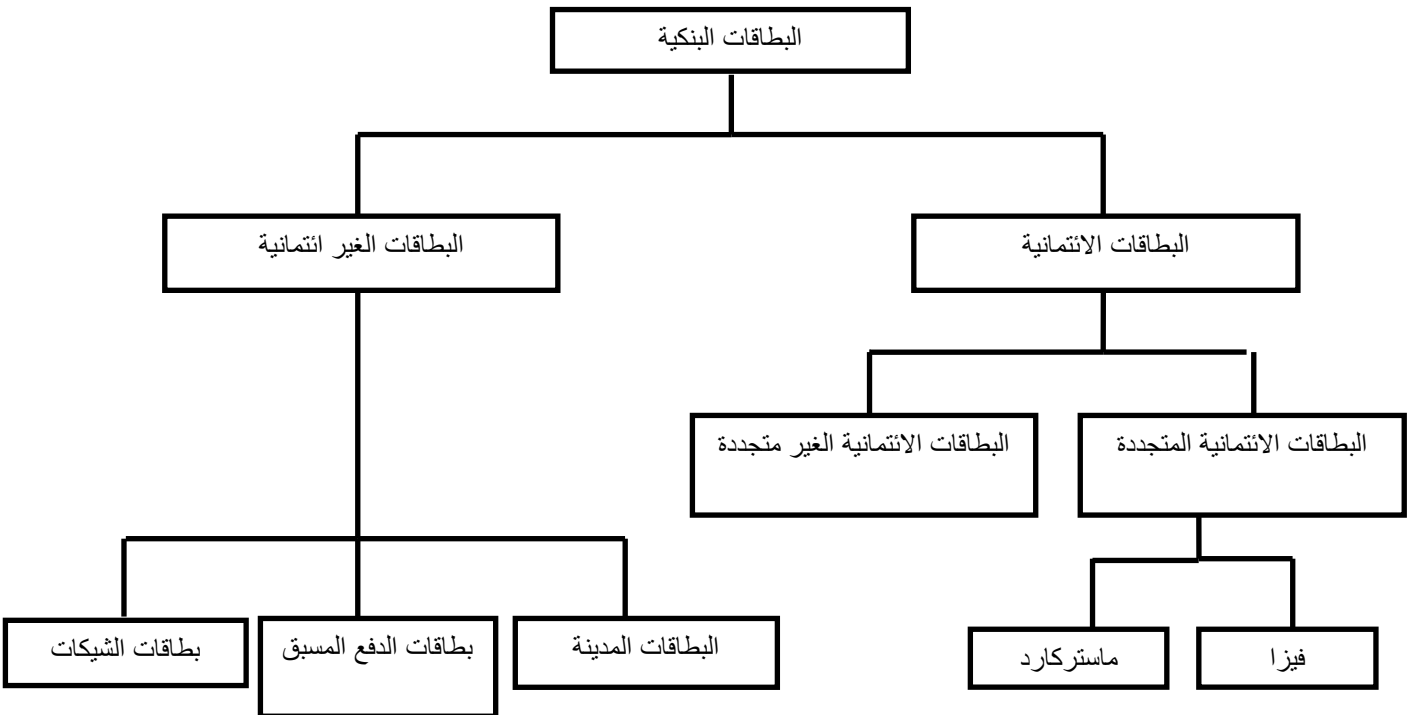 البطاقات البنكية
البطاقات الائتمانية
البطاقات الغير ائتمانية
البطاقات الائتمانية المتجددة
البطاقات الائتمانية الغير متجددة
فيزا
ماستركارد
البطاقات المدينة
بطاقات الدفع المسبق
بطاقات الشيكات